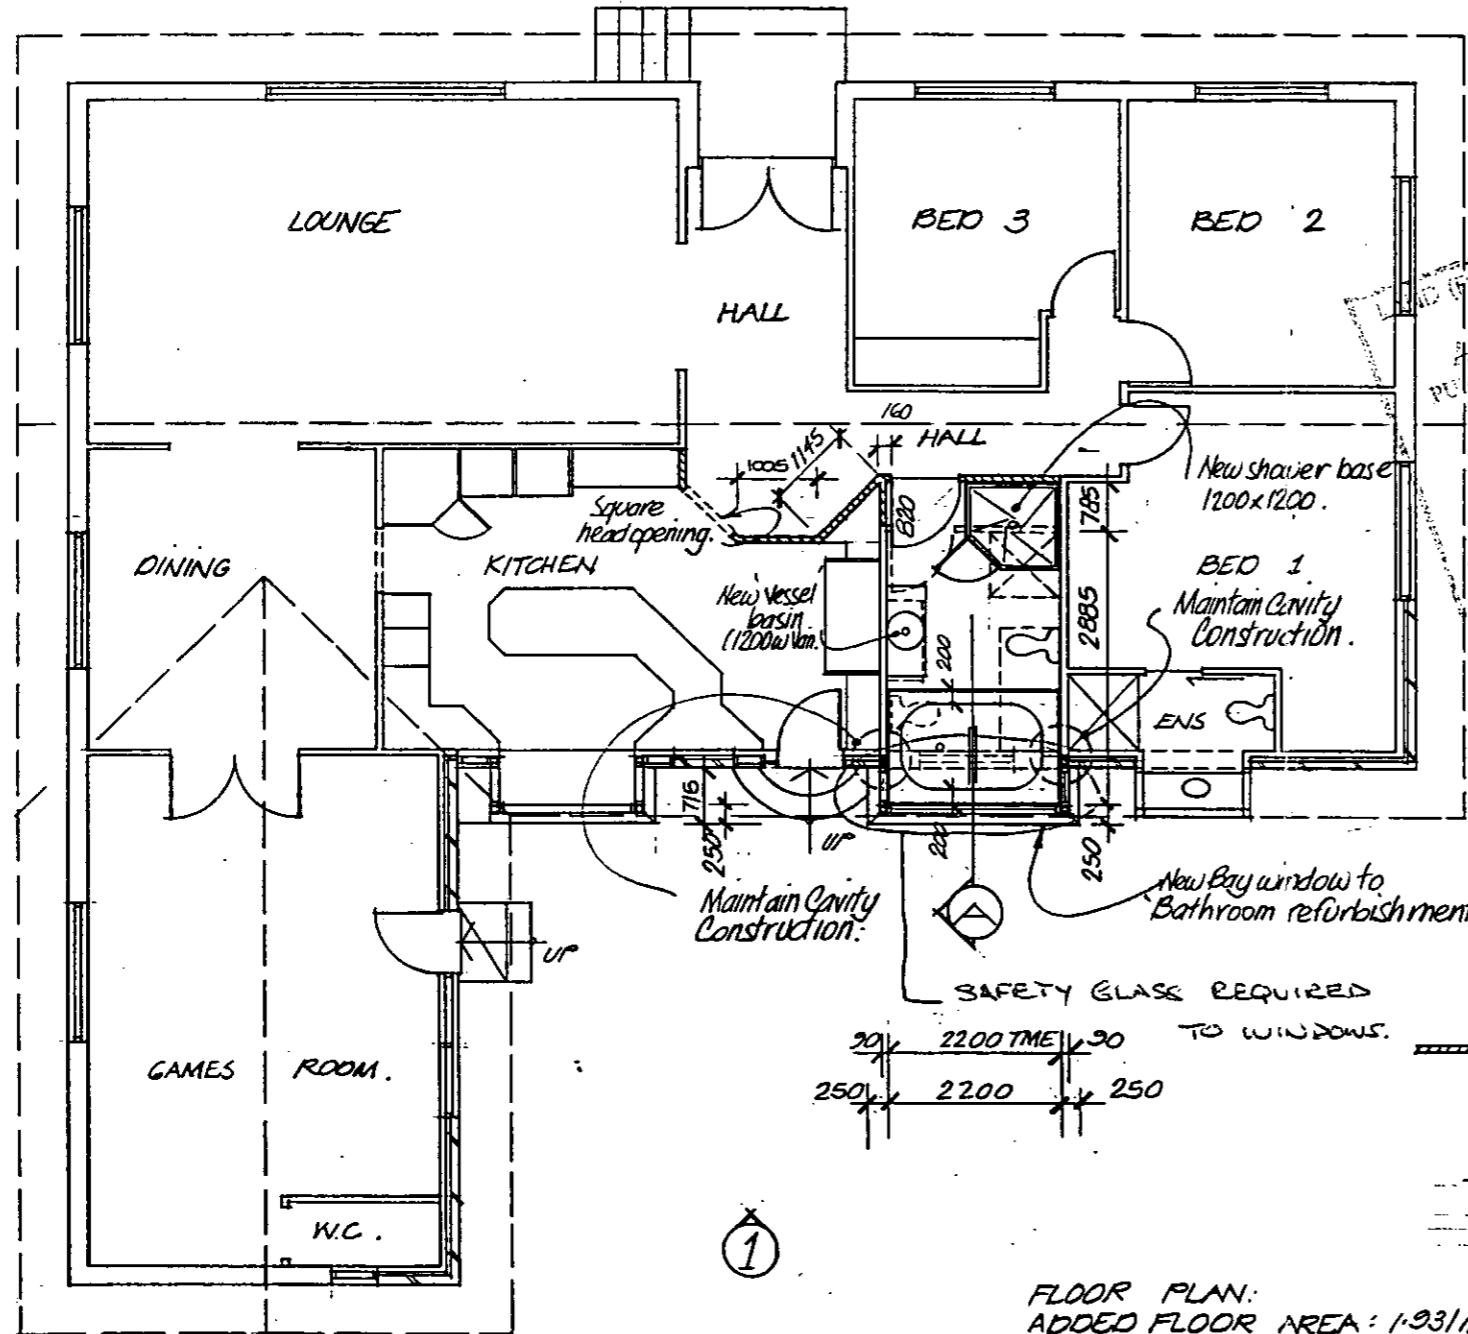 LOUNGE
BED 3
BED 2
HALL
160
HALL
1005
1145
820
785
New shower base
1200x1200.
Square
head opening.
DINING
KITCHEN
BED 1
Maintain Cavity
Construction.
New vessel
basin
2885
200
ENS
716
250
UP
200
250
Maintain Cavity
Construction.
New Bay window to
Bathroom refurbishment
A
UP
SAFETY GLASS REQUIRED
TO WINDOWS.
90 2200 TME 90
250 2200 250
GAMES ROOM.
W.C.
1
FLOOR PLAN:
ADDED FLOOR AREA: